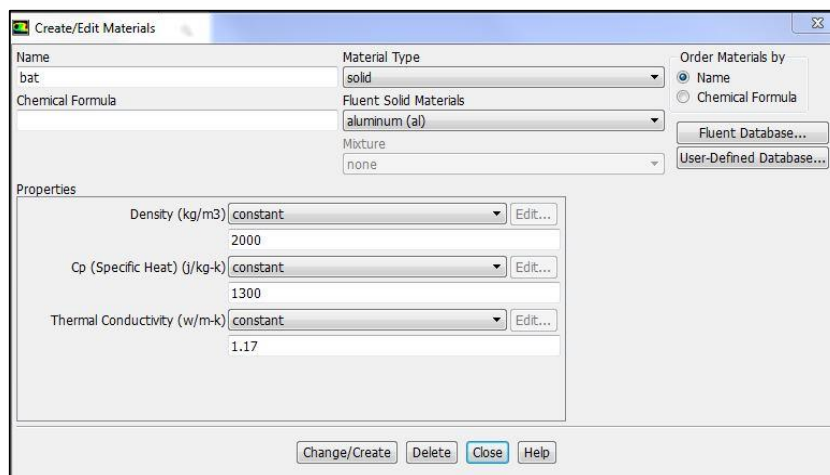 Create/Edit Materials
Name
Material Type
Order Materials by
bat
solid
Name
Chemical Formula
Fluent Solid Materials
Chemical Formula
aluminum (al)
Fluent Database...
Mixture
none
User-Defined Database...
Properties
Density (kg/m3) constant Edit...
2000
Cp (Specific Heat) (j/kg-k) constant Edit...
1300
Thermal Conductivity (w/m-k) constant Edit...
1.17
Change/Create Delete Close Help